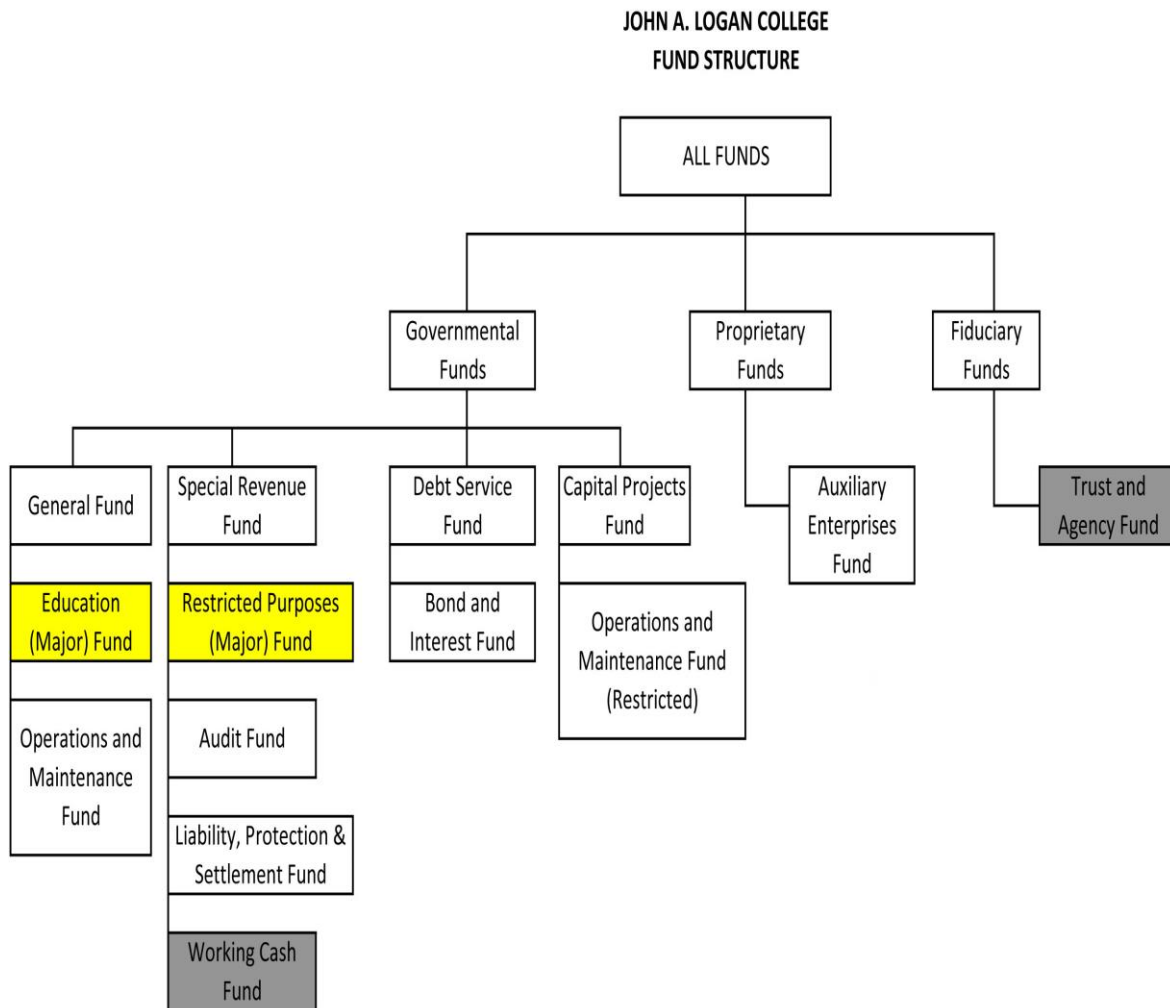 JOHN A. LOGAN COLLEGE
FUND STRUCTURE
ALL FUNDS
Governmental
Funds
Proprietary
Funds
Fiduciary
Funds
General Fund
Special Revenue
Fund
Debt Service
Fund
Capital Projects
Fund
Auxiliary
Enterprises
Fund
Trust and
Agency Fund
Education
(Major) Fund
Restricted Purposes
(Major) Fund
Bond and
Interest Fund
Operations and
Maintenance Fund
(Restricted)
Operations and
Maintenance
Fund
Audit Fund
Liability, Protection &
Settlement Fund
Working Cash
Fund